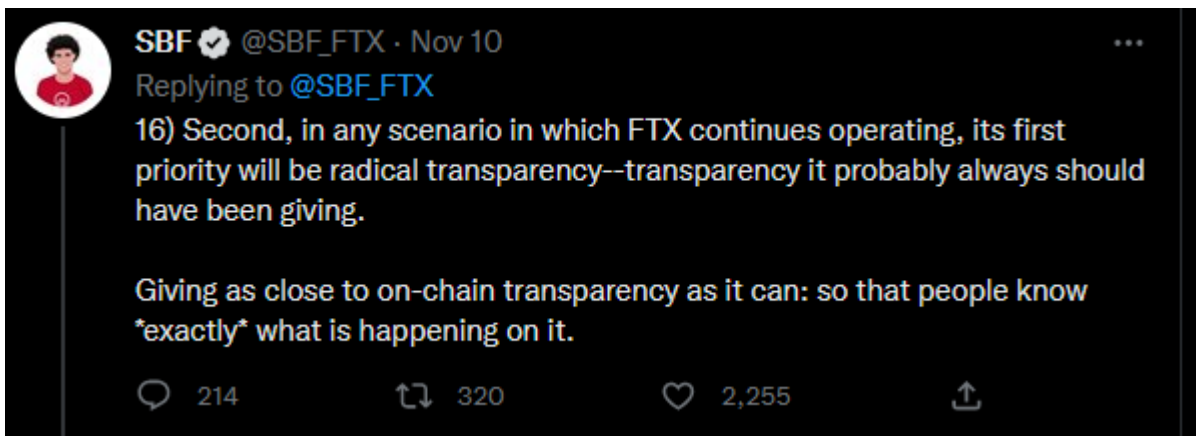 SBF @SBF_FTX · Nov 10
Replying to @SBF_FTX
16) Second, in any scenario in which FTX continues operating, its first
priority will be radical transparency--transparency it probably always should
have been giving.
Giving as close to on-chain transparency as it can: so that people know
*exactly* what is happening on it.
214 320 2,255